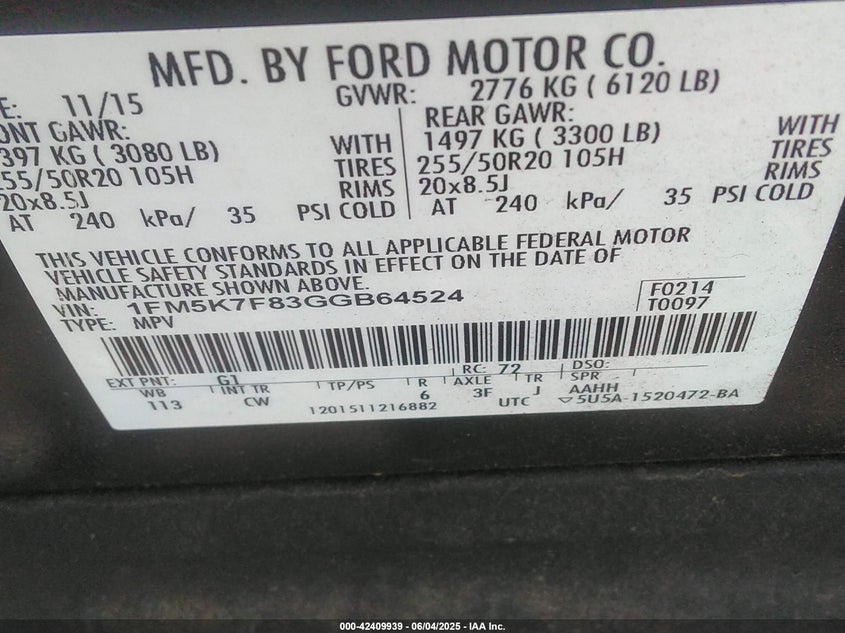 MFD. BY FORD MOTOR CO.
E: 11/15 GVWR: 2776 KG ( 6120 LB)
ONT GAWR: REAR GAWR:
397 KG ( 3080 LB) WITH 1497 KG ( 3300 LB) WITH
255/50R20 105H TIRES 255/50R20 105H TIRES
20x8.5J RIMS 20x8.5J RIMS
AT 240 kPa/ 35 PSI COLD AT 240 kPa/ 35 PSI COLD
THIS VEHICLE CONFORMS TO ALL APPLICABLE FEDERAL MOTOR
VEHICLE SAFETY STANDARDS IN EFFECT ON THE DATE OF
MANUFACTURE SHOWN ABOVE.
VIN: 1FM5K7F83GGB64524 F0214
TYPE: MPV T0097
EXT PNT: G1 RC: 72 DSO:
WB INT TR TP/PS R AXLE TR SPR
113 CW 6 3F J AAHH
1201511216882 UTC ▽5U5A-1520472-BA
000-42409939 - 06/04/2025 - IAA Inc.